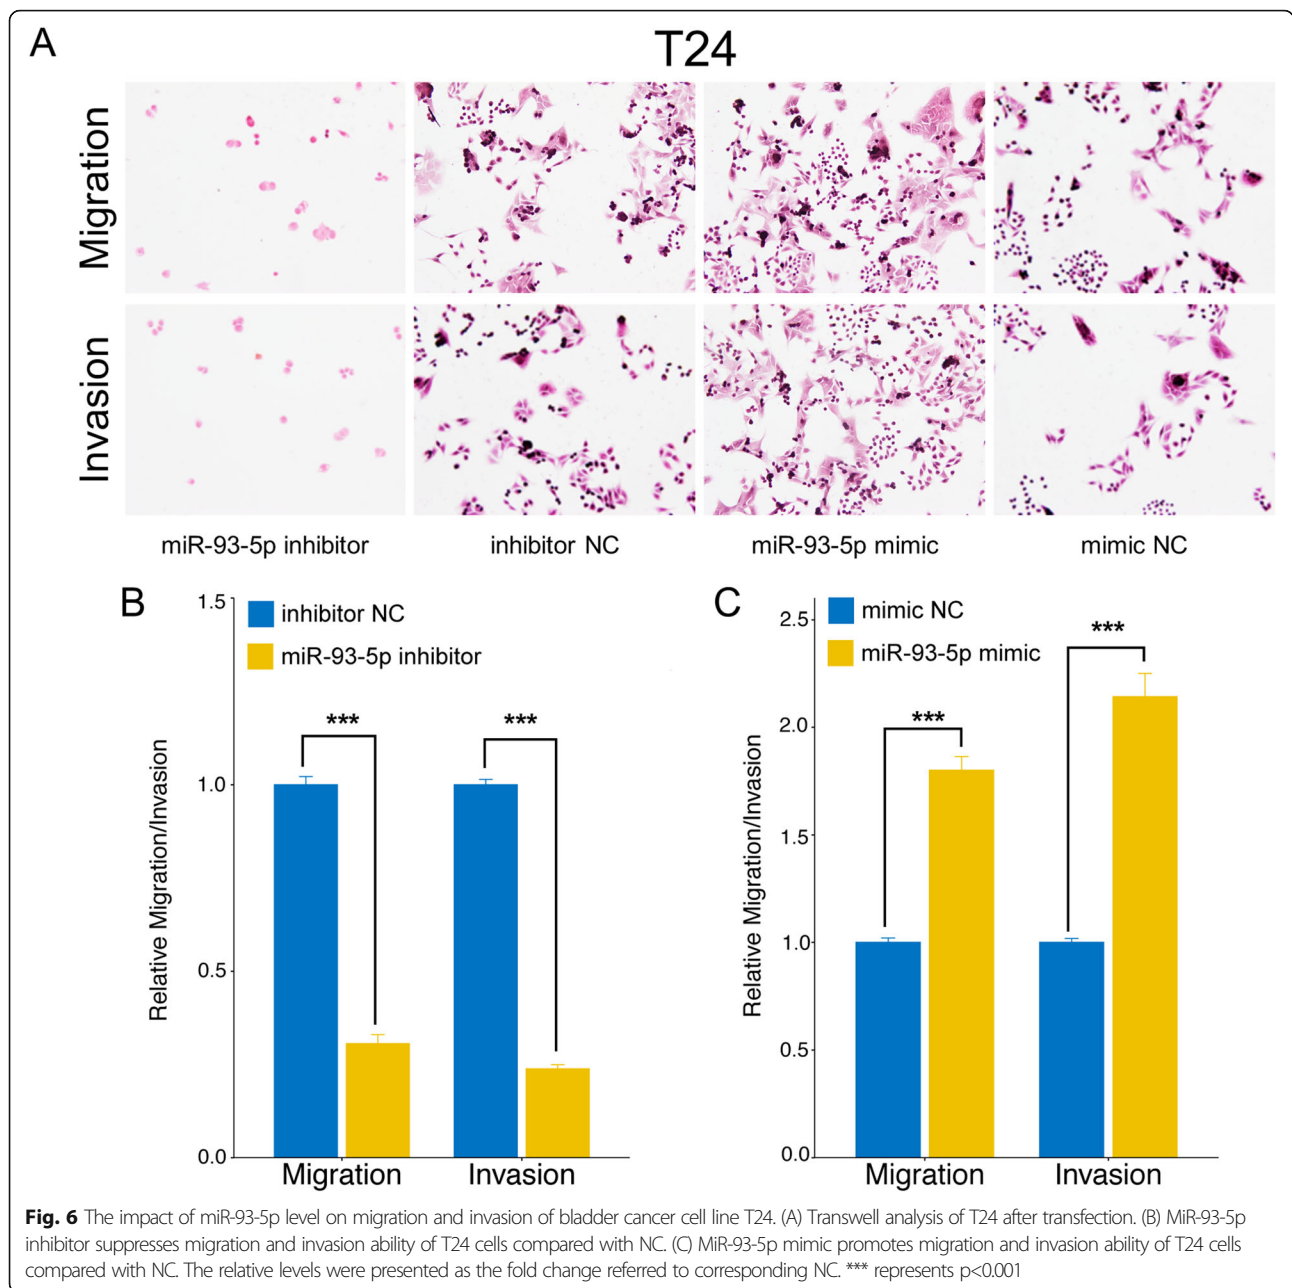 A
T24
Migration
Invasion
miR-93-5p inhibitor
inhibitor NC
miR-93-5p mimic
mimic NC
B
inhibitor NC
miR-93-5p inhibitor
Relative Migration/Invasion
1.5
1.0
0.5
0.0
***
***
Migration
Invasion
C
mimic NC
miR-93-5p mimic
Relative Migration/Invasion
2.5
2.0
1.5
1.0
0.5
0.0
***
***
Migration
Invasion
Fig. 6 The impact of miR-93-5p level on migration and invasion of bladder cancer cell line T24. (A) Transwell analysis of T24 after transfection. (B) MiR-93-5p
inhibitor suppresses migration and invasion ability of T24 cells compared with NC. (C) MiR-93-5p mimic promotes migration and invasion ability of T24 cells
compared with NC. The relative levels were presented as the fold change referred to corresponding NC. *** represents p<0.001